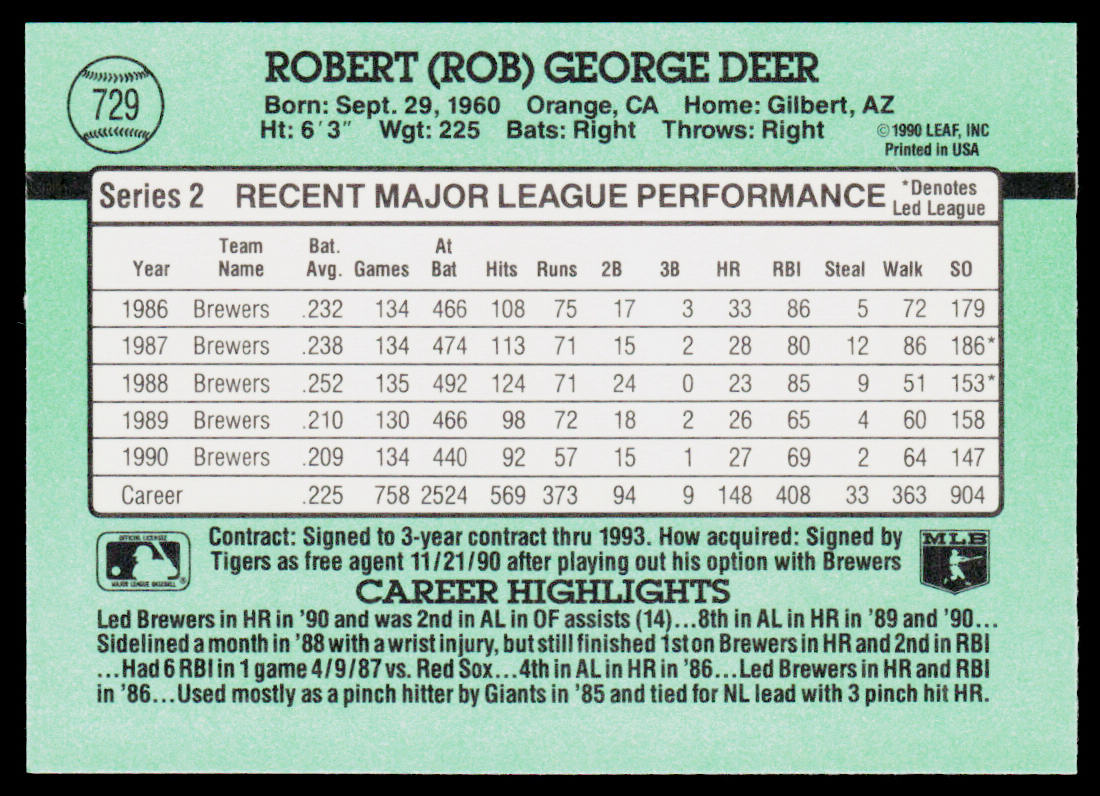 729
ROBERT (ROB) GEORGE DEER
Born: Sept. 29, 1960 Orange, CA Home: Gilbert, AZ
Ht: 6'3" Wgt: 225 Bats: Right Throws: Right
©1990 LEAF, INC
Printed in USA
Series 2 RECENT MAJOR LEAGUE PERFORMANCE *Denotes
Led League
Team Bat. At
Year Name Avg. Games Bat Hits Runs 2B 3B HR RBI Steal Walk SO
1986 Brewers .232 134 466 108 75 17 3 33 86 5 72 179
1987 Brewers .238 134 474 113 71 15 2 28 80 12 86 186*
1988 Brewers .252 135 492 124 71 24 0 23 85 9 51 153*
1989 Brewers .210 130 466 98 72 18 2 26 65 4 60 158
1990 Brewers .209 134 440 92 57 15 1 27 69 2 64 147
Career .225 758 2524 569 373 94 9 148 408 33 363 904
OFFICIAL LICENSEE
MAJOR LEAGUE BASEBALL ®
Contract: Signed to 3-year contract thru 1993. How acquired: Signed by
Tigers as free agent 11/21/90 after playing out his option with Brewers
MLB
CAREER HIGHLIGHTS
Led Brewers in HR in '90 and was 2nd in AL in OF assists (14)...8th in AL in HR in '89 and '90...
Sidelined a month in '88 with a wrist injury, but still finished 1st on Brewers in HR and 2nd in RBI
...Had 6 RBI in 1 game 4/9/87 vs. Red Sox...4th in AL in HR in '86...Led Brewers in HR and RBI
in '86...Used mostly as a pinch hitter by Giants in '85 and tied for NL lead with 3 pinch hit HR.